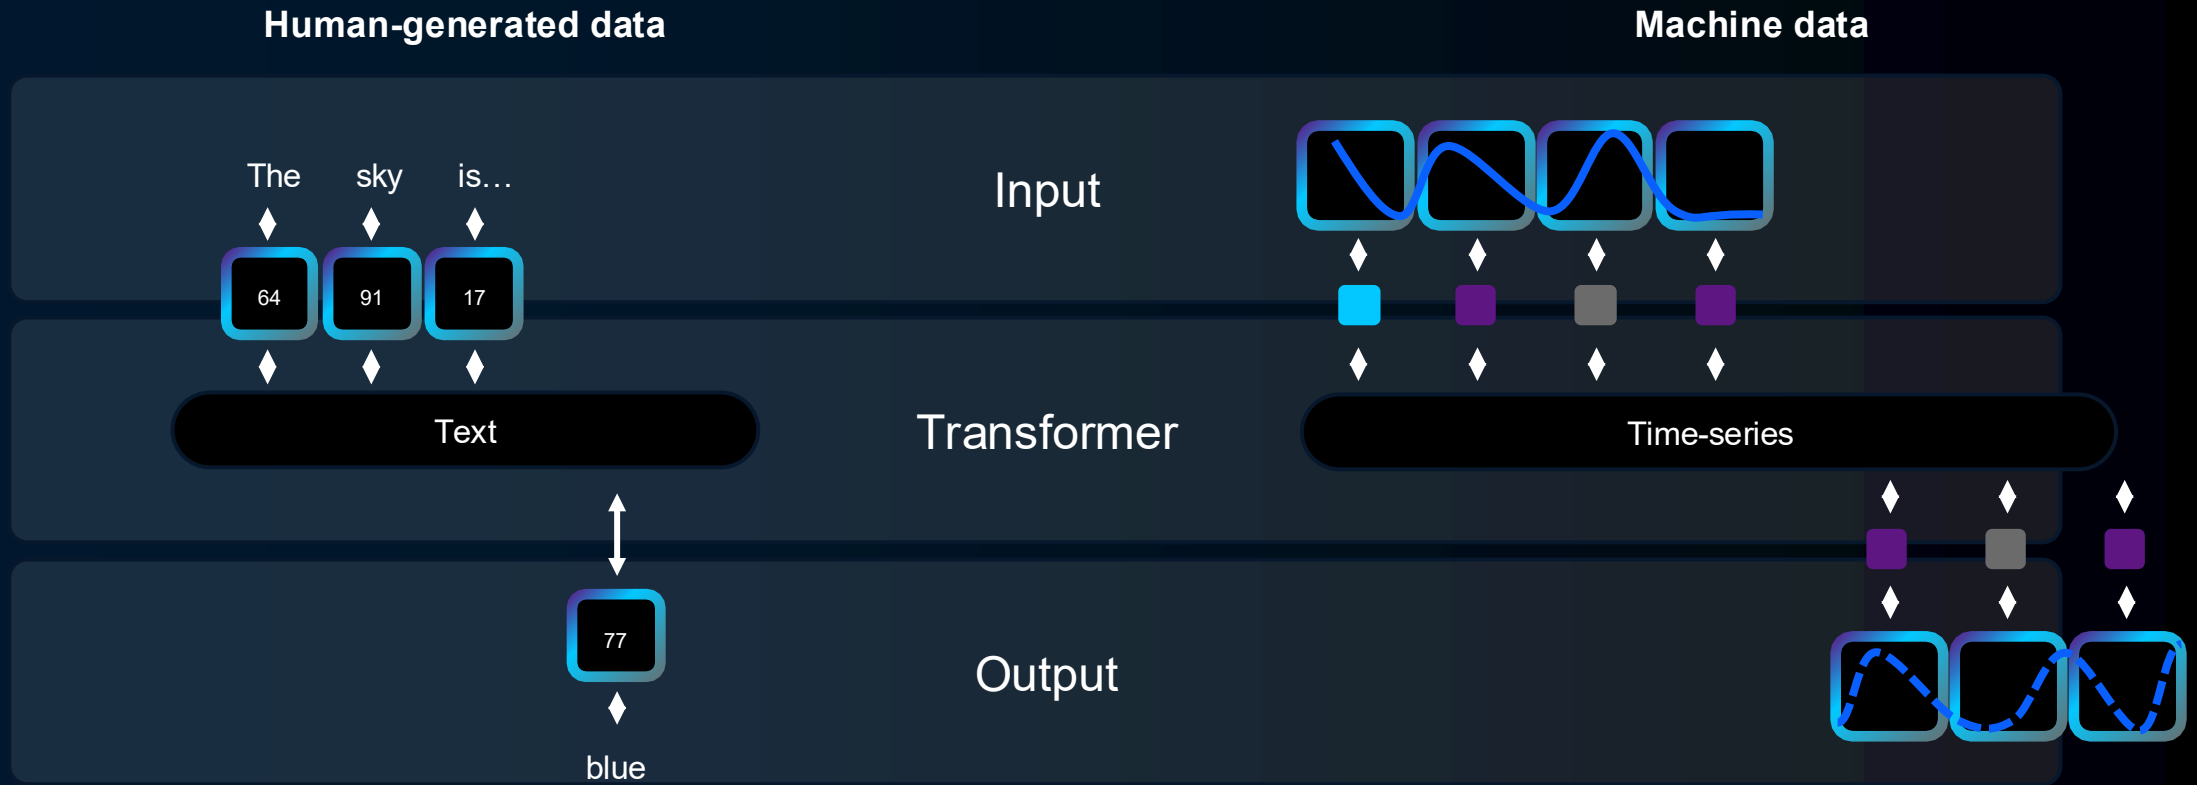 Human-generated data
Machine data
The sky is...
Input
64 91 17
Text
Transformer
Time-series
77
Output
blue